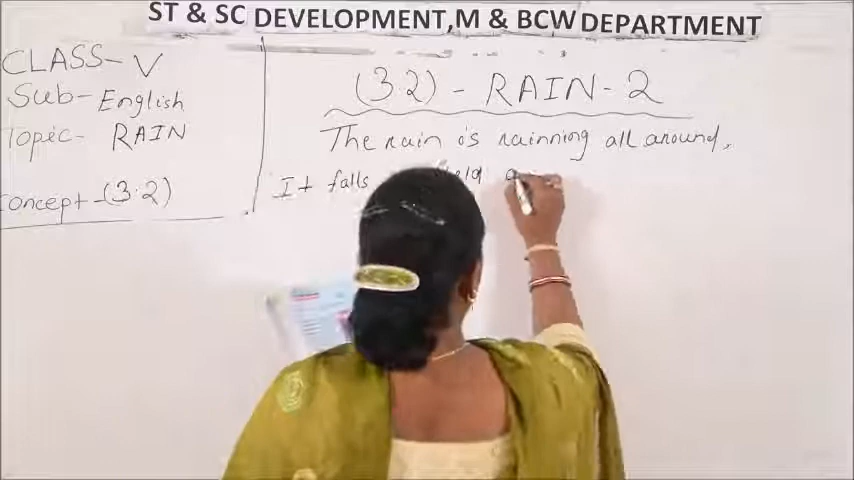 ST & SC DEVELOPMENT,M & BCW DEPARTMENT
CLASS-V
Sub-English
Topic- RAIN
Concept-(3.2)
(3.2) - RAIN-2
The rain is rainning all around,
It falls